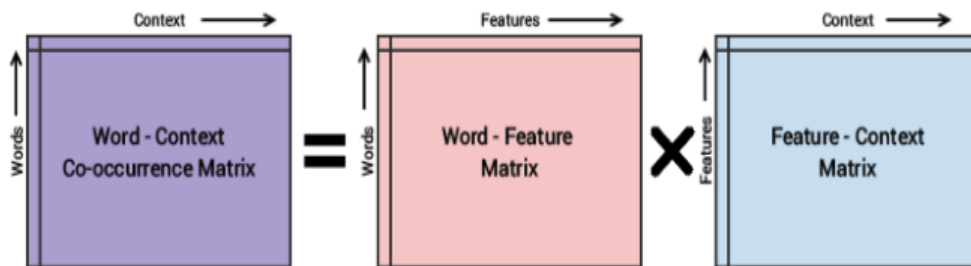 Context
Features
Context
Words
Word - Context
Co-occurrence Matrix
=
Words
Word - Feature
Matrix
×
Features
Feature - Context
Matrix